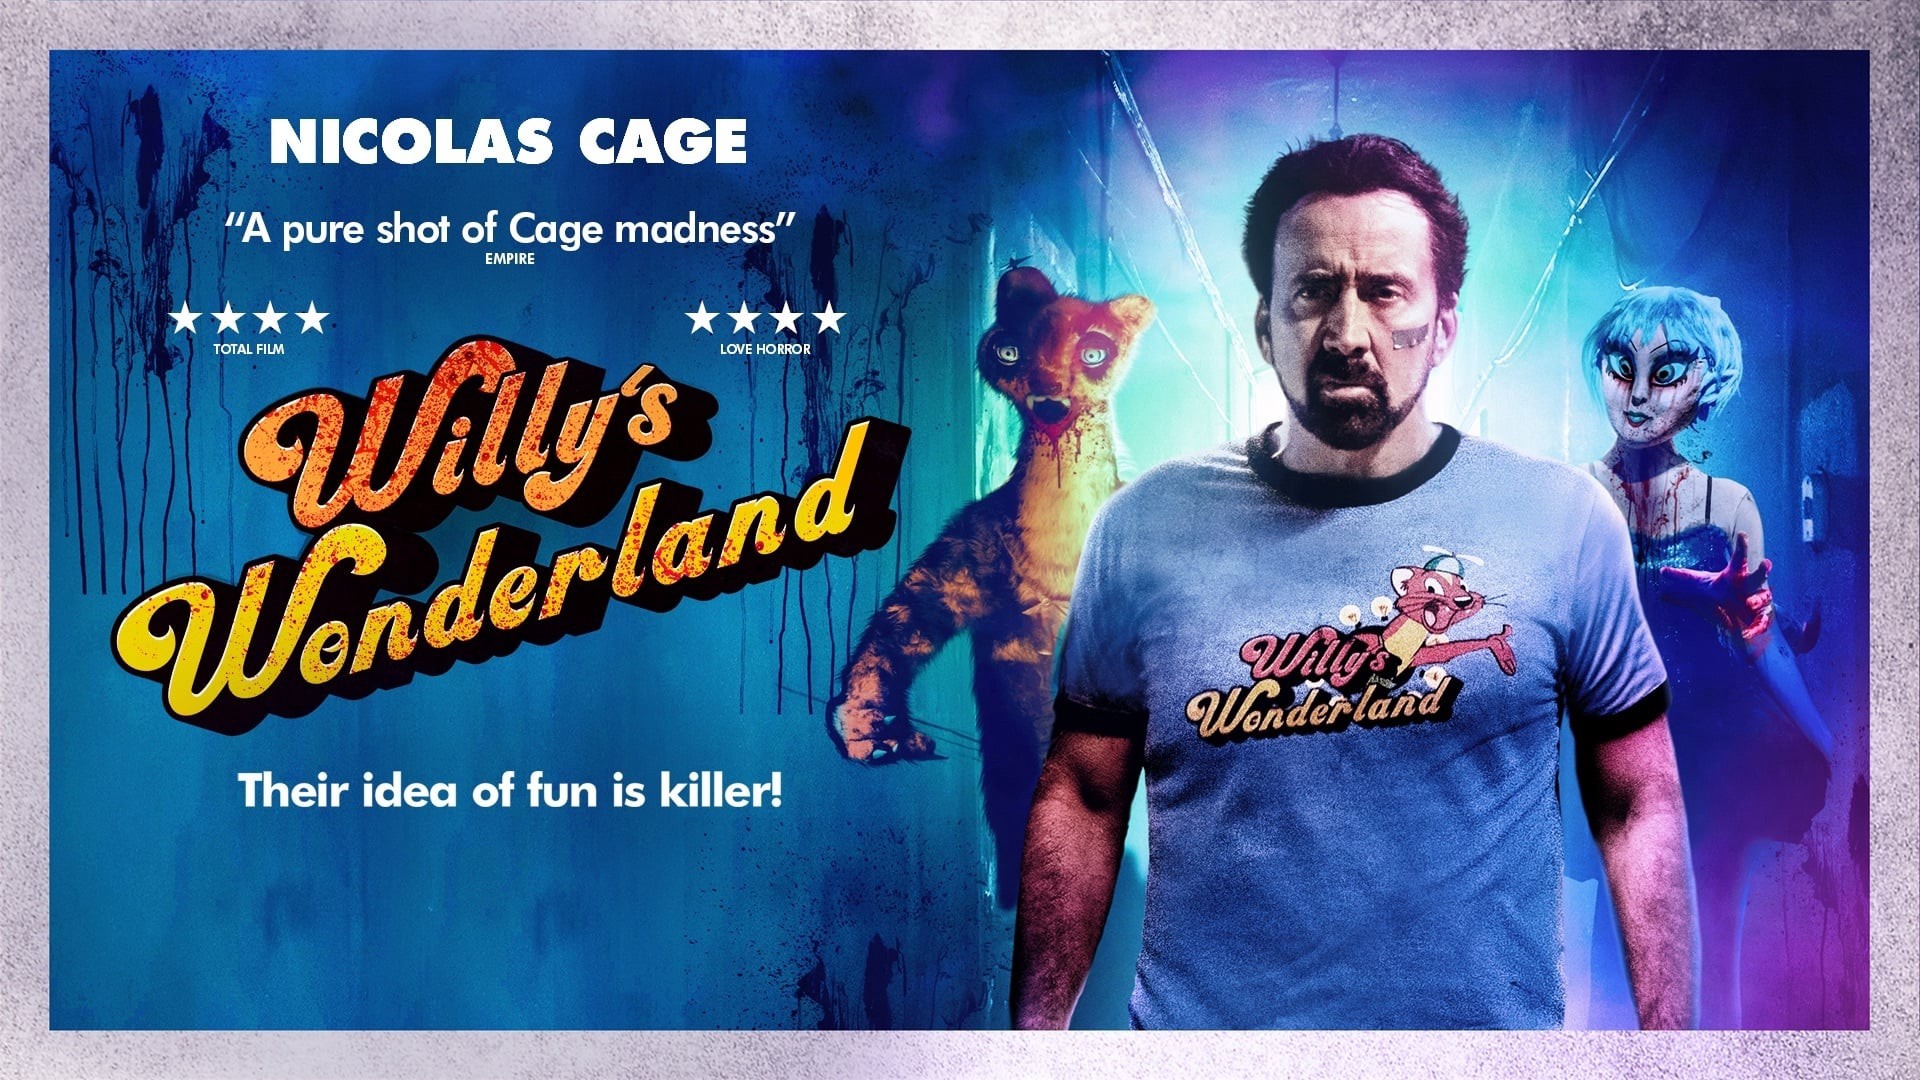 NICOLAS CAGE
“A pure shot of Cage madness”
EMPIRE
TOTAL FILM
LOVE HORROR
Willy's
Wonderland
Their idea of fun is killer!
Willy's
Wonderland